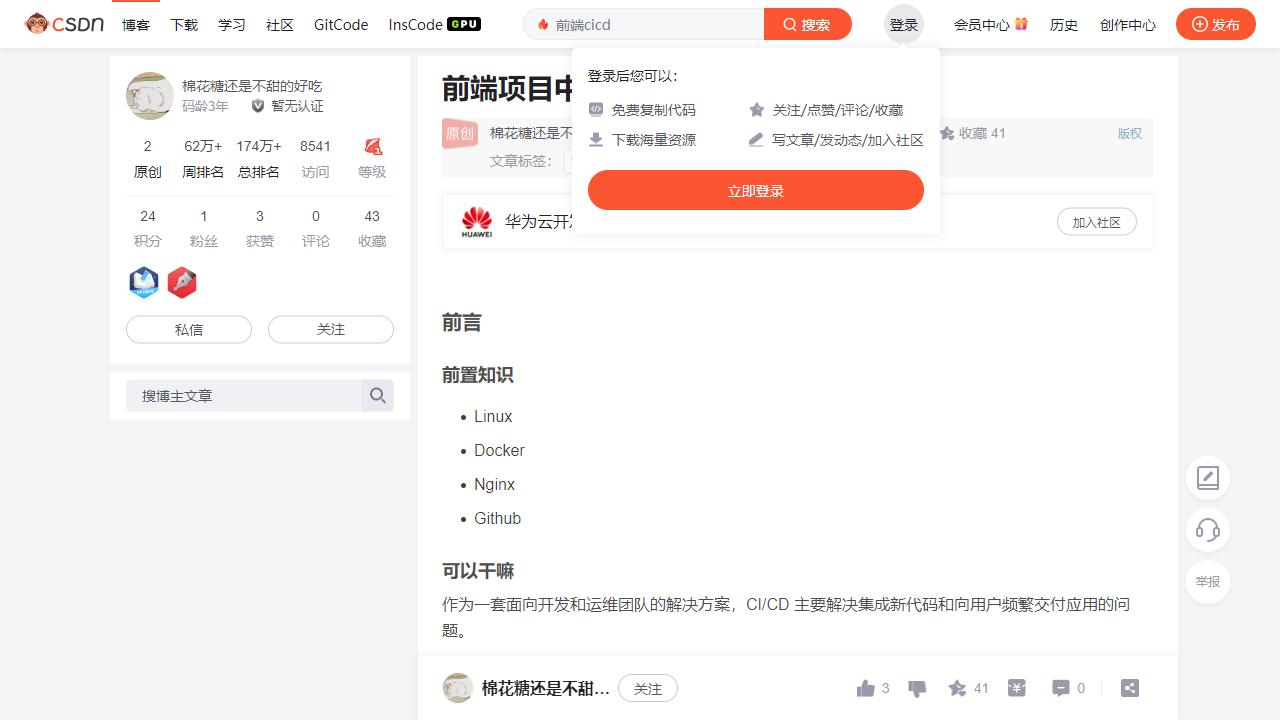 CSDN 博客 下载 学习 社区 GitCode InsCode GPU 前端cicd 搜索 登录 会员中心 历史 创作中心 发布
登录后您可以：
免费复制代码 关注/点赞/评论/收藏
下载海量资源 写文章/发动态/加入社区
立即登录
棉花糖还是不甜的好吃
码龄3年 暂无认证
2 62万+ 174万+ 8541
原创 周排名 总排名 访问 等级
24 1 3 0 43
积分 粉丝 获赞 评论 收藏
私信 关注
搜博主文章
前端项目中
原创 棉花糖还是不 收藏 41 版权
文章标签：
HUAWEI 华为云开发 加入社区
前言
前置知识
Linux
Docker
Nginx
Github
可以干嘛
作为一套面向开发和运维团队的解决方案，CI/CD 主要解决集成新代码和向用户频繁交付应用的问
题。
棉花糖还是不甜... 关注 3 41 0
举报